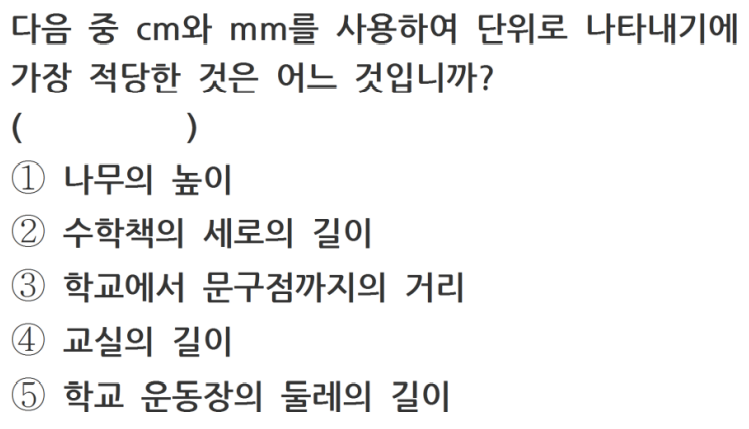 다음 중 cm와 mm를 사용하여 단위로 나타내기에
가장 적당한 것은 어느 것입니까?
(          )
① 나무의 높이
② 수학책의 세로의 길이
③ 학교에서 문구점까지의 거리
④ 교실의 길이
⑤ 학교 운동장의 둘레의 길이